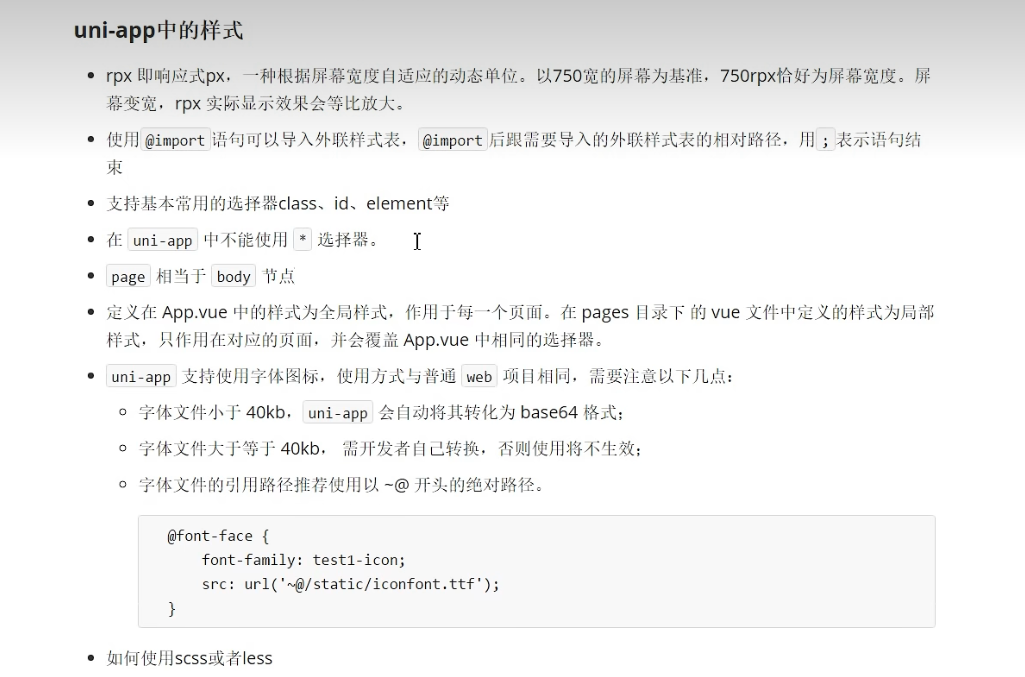 uni-app中的样式
rpx 即响应式px，一种根据屏幕宽度自适应的动态单位。以750宽的屏幕为基准，750rpx恰好为屏幕宽度。屏
幕变宽，rpx 实际显示效果会等比放大。
使用 @import 语句可以导入外联样式表，@import 后跟需要导入的外联样式表的相对路径，用 ; 表示语句结
束
支持基本常用的选择器class、id、element等
在 uni-app 中不能使用 * 选择器。
page 相当于 body 节点
定义在 App.vue 中的样式为全局样式，作用于每一个页面。在 pages 目录下 的 vue 文件中定义的样式为局部
样式，只作用在对应的页面，并会覆盖 App.vue 中相同的选择器。
uni-app 支持使用字体图标，使用方式与普通 web 项目相同，需要注意以下几点：
字体文件小于 40kb，uni-app 会自动将其转化为 base64 格式；
字体文件大于等于 40kb， 需开发者自己转换，否则使用将不生效；
字体文件的引用路径推荐使用以 ~@ 开头的绝对路径。
@font-face {
font-family: test1-icon;
src: url('~@/static/iconfont.ttf');
}
如何使用scss或者less